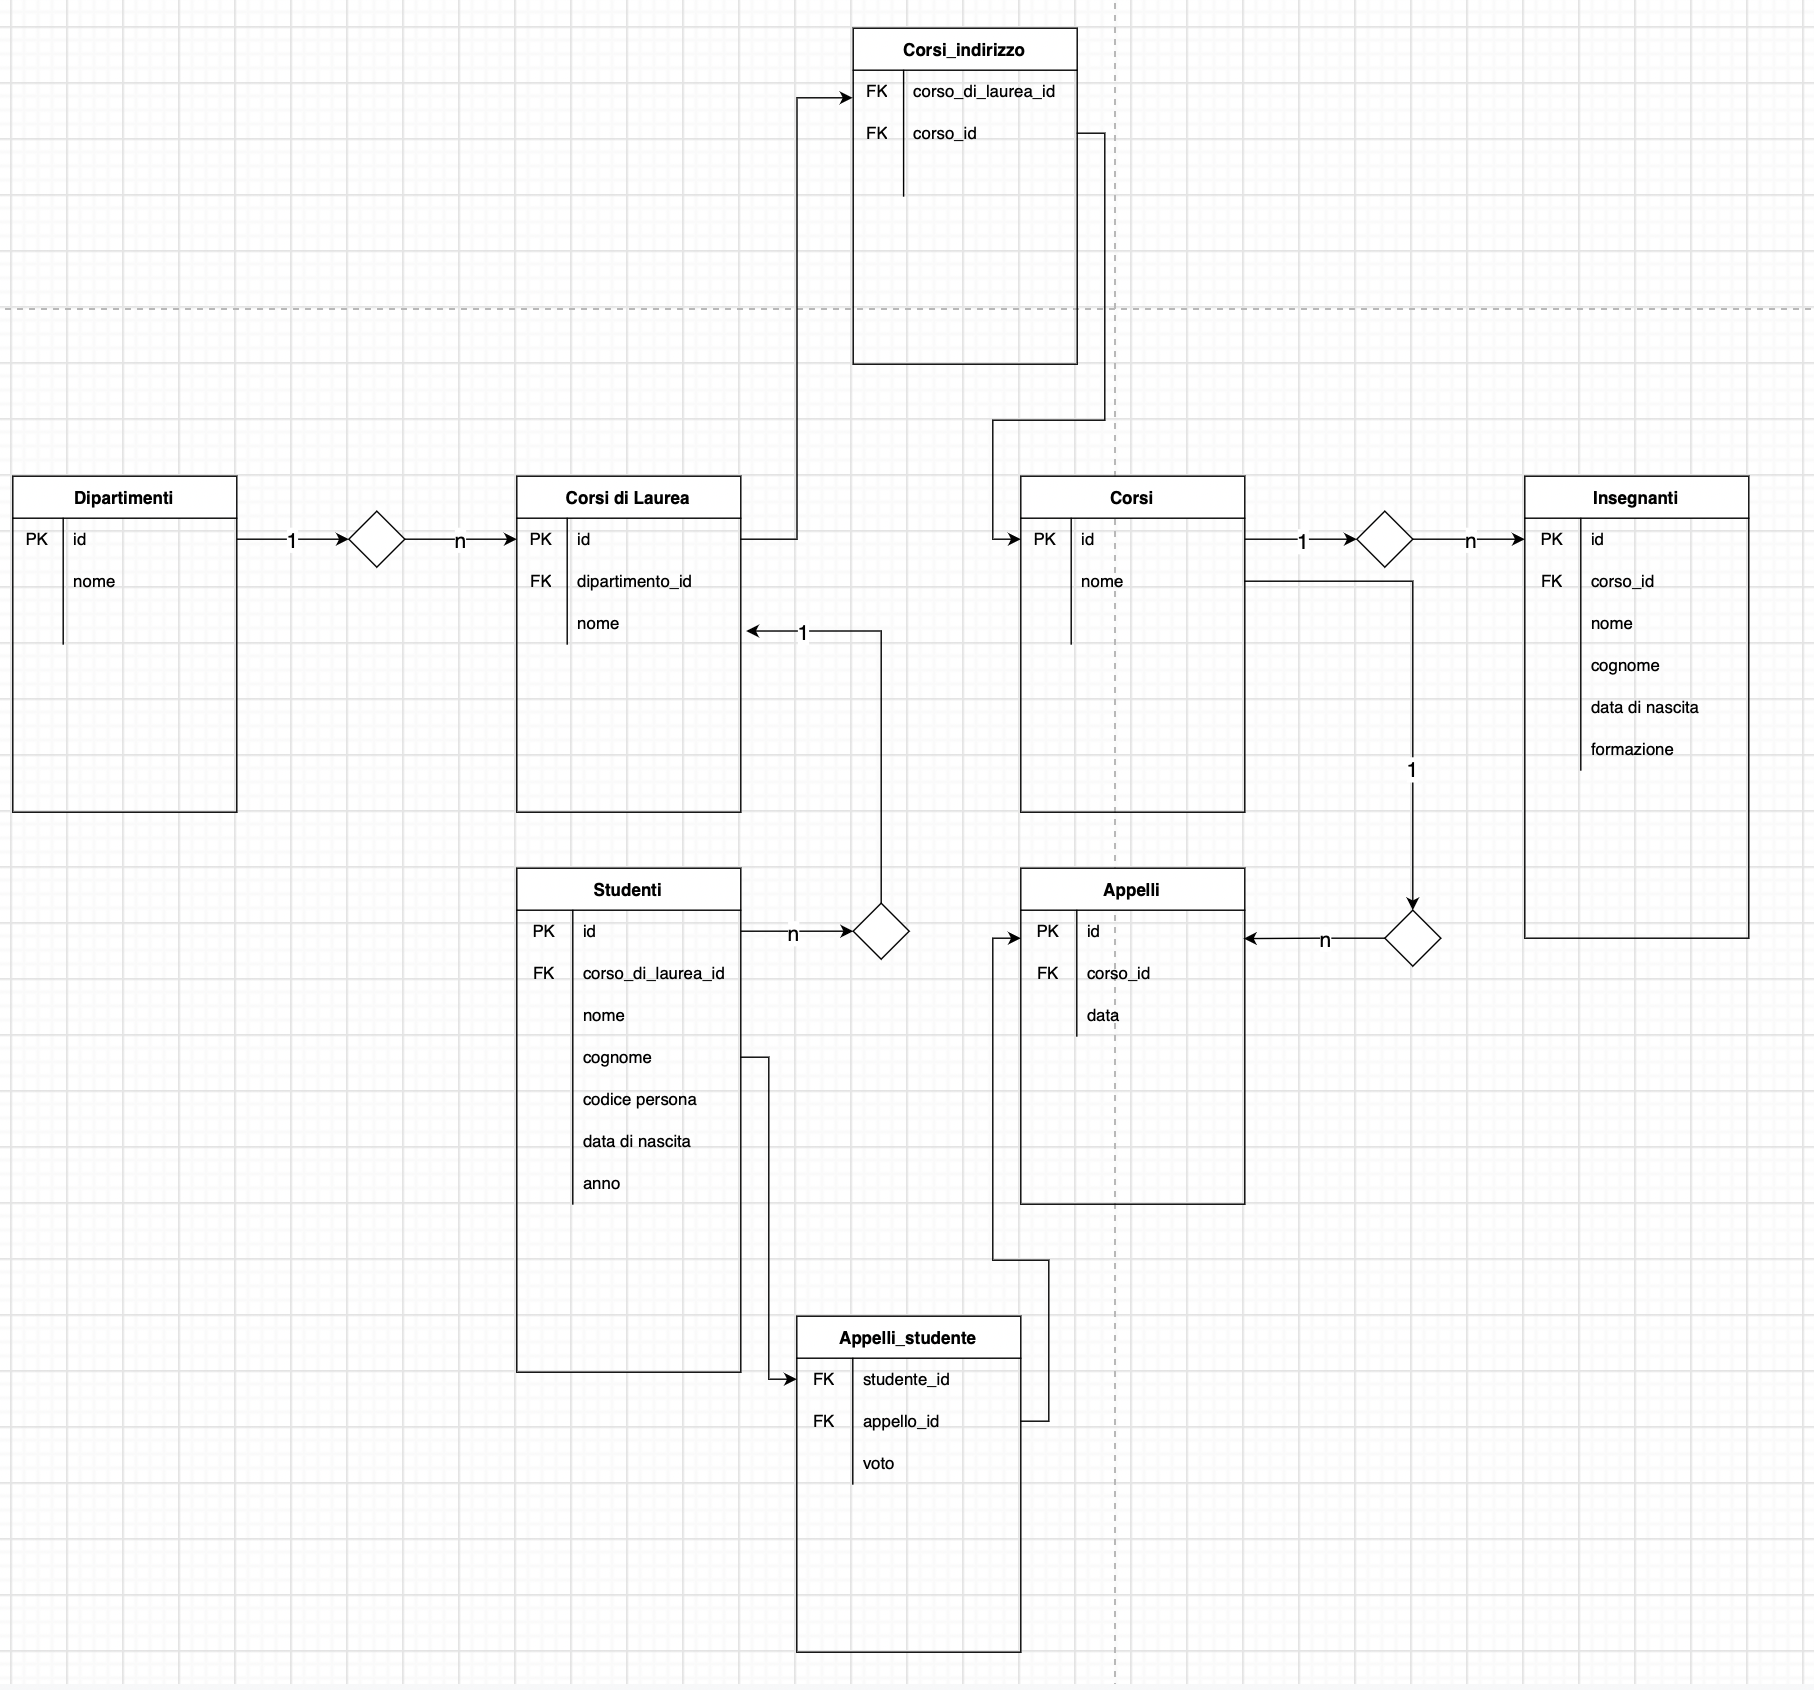 Corsi_indirizzo
FK corso_di_laurea_id
FK corso_id
Dipartimenti
PK id
nome
1
n
Corsi di Laurea
PK id
FK dipartimento_id
nome
1
Corsi
PK id
nome
1
n
1
Insegnanti
PK id
FK corso_id
nome
cognome
data di nascita
formazione
Studenti
PK id
FK corso_di_laurea_id
nome
cognome
codice persona
data di nascita
anno
n
Appelli
PK id
FK corso_id
data
n
Appelli_studente
FK studente_id
FK appello_id
voto